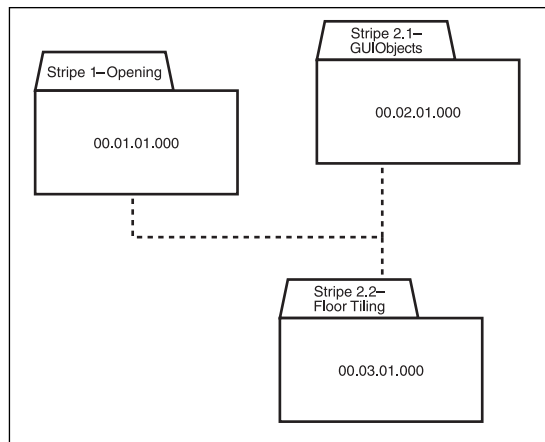 Stripe 1–Opening
00.01.01.000
Stripe 2.1–
GUIObjects
00.02.01.000
Stripe 2.2–
Floor Tiling
00.03.01.000